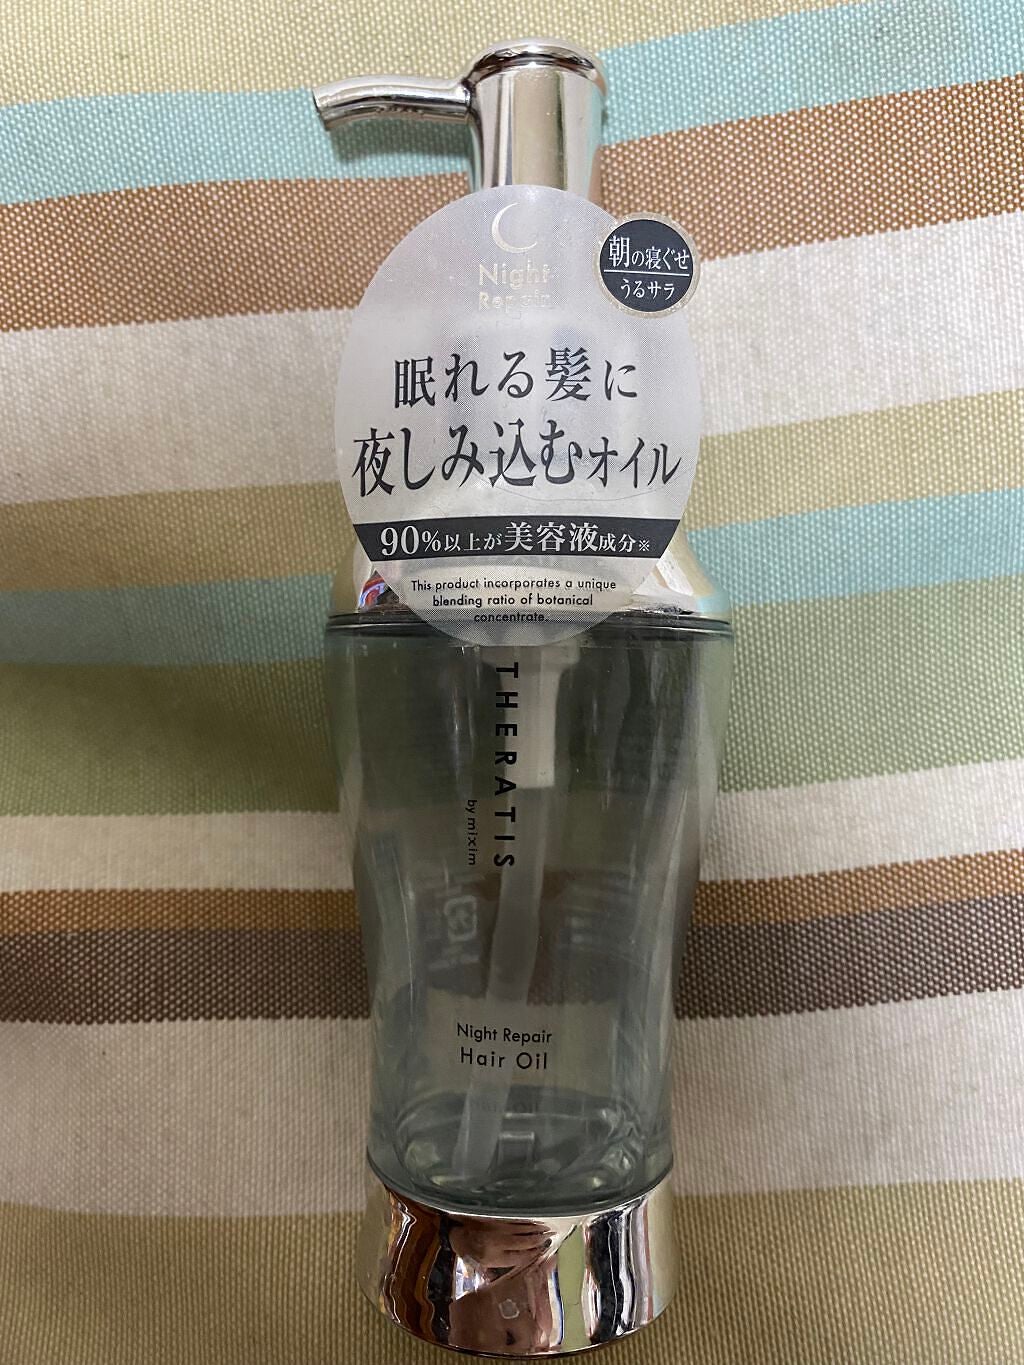 Night
Repair
朝の寝ぐせ
うるサラ
眠れる髪に
夜しみ込むオイル
90%以上が美容液成分※
This product incorporates a unique
blending ratio of botanical
concentrate.
THERATIS
by mixim
Night Repair
Hair Oil